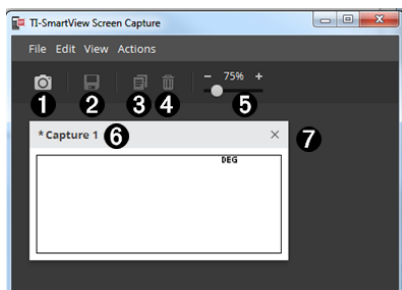 TI-SmartView Screen Capture
File Edit View Actions
- 75% +
1 2 3 4 5
*Capture 1 6 7
DEG